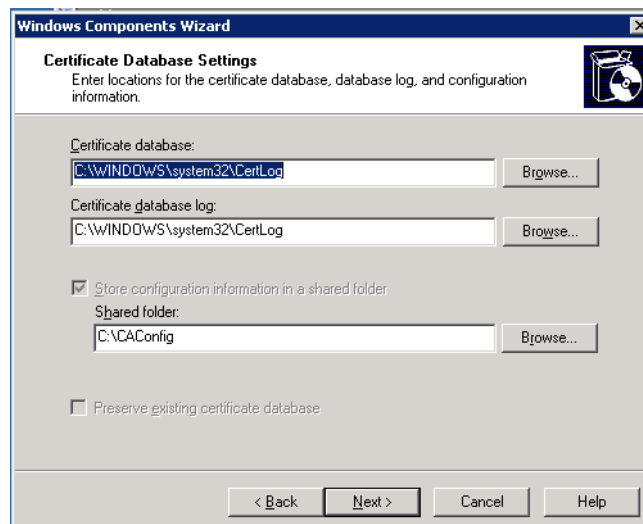 Windows Components Wizard
Certificate Database Settings
Enter locations for the certificate database, database log, and configuration
information.
Certificate database:
C:\WINDOWS\system32\CertLog
Browse...
Certificate database log:
C:\WINDOWS\system32\CertLog
Browse...
Store configuration information in a shared folder
Shared folder:
C:\CAConfig
Browse...
Preserve existing certificate database
< Back
Next >
Cancel
Help